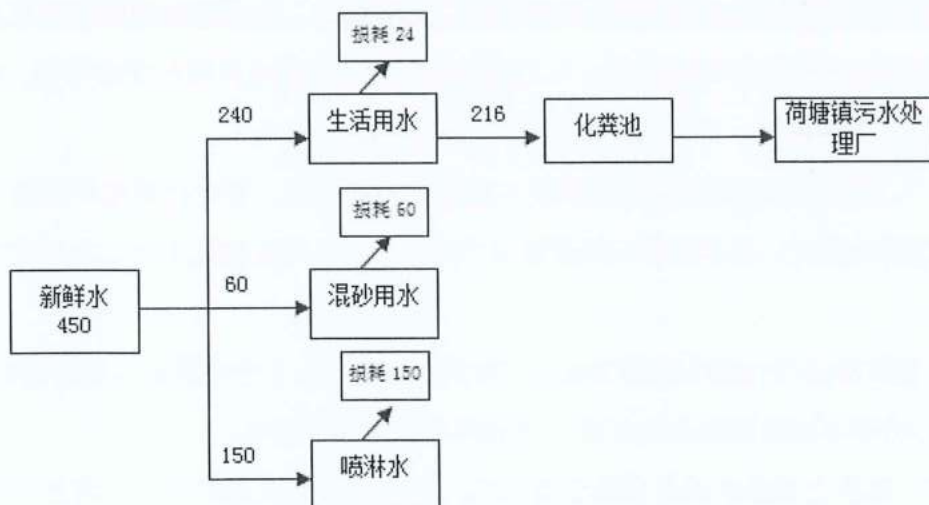 损耗 24
240
生活用水
216
化粪池
荷塘镇污水处
理厂
损耗 60
60
混砂用水
新鲜水
450
损耗 150
150
喷淋水